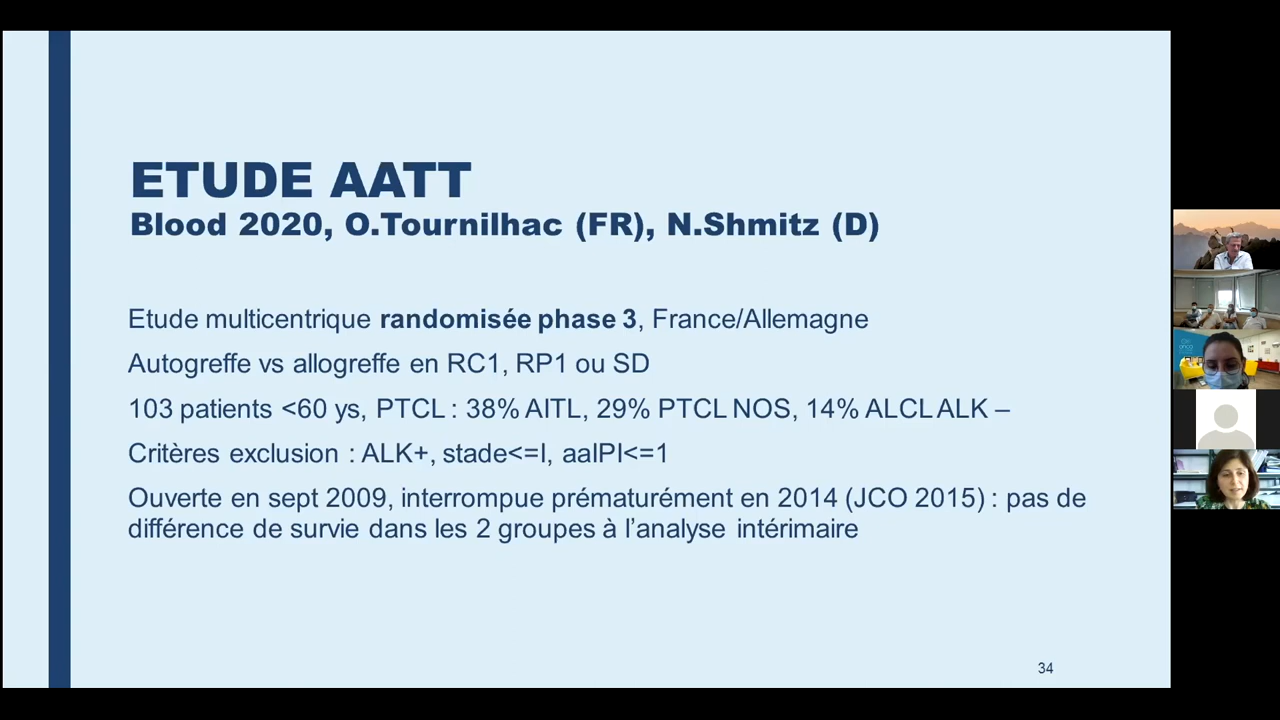 ETUDE AATT
Blood 2020, O.Tournilhac (FR), N.Shmitz (D)
Etude multicentrique randomisée phase 3, France/Allemagne
Autogreffe vs allogreffe en RC1, RP1 ou SD
103 patients <60 ys, PTCL : 38% AITL, 29% PTCL NOS, 14% ALCL ALK –
Critères exclusion : ALK+, stade<=I, aaIPI<=1
Ouverte en sept 2009, interrompue prématurément en 2014 (JCO 2015) : pas de
différence de survie dans les 2 groupes à l’analyse intérimaire
34